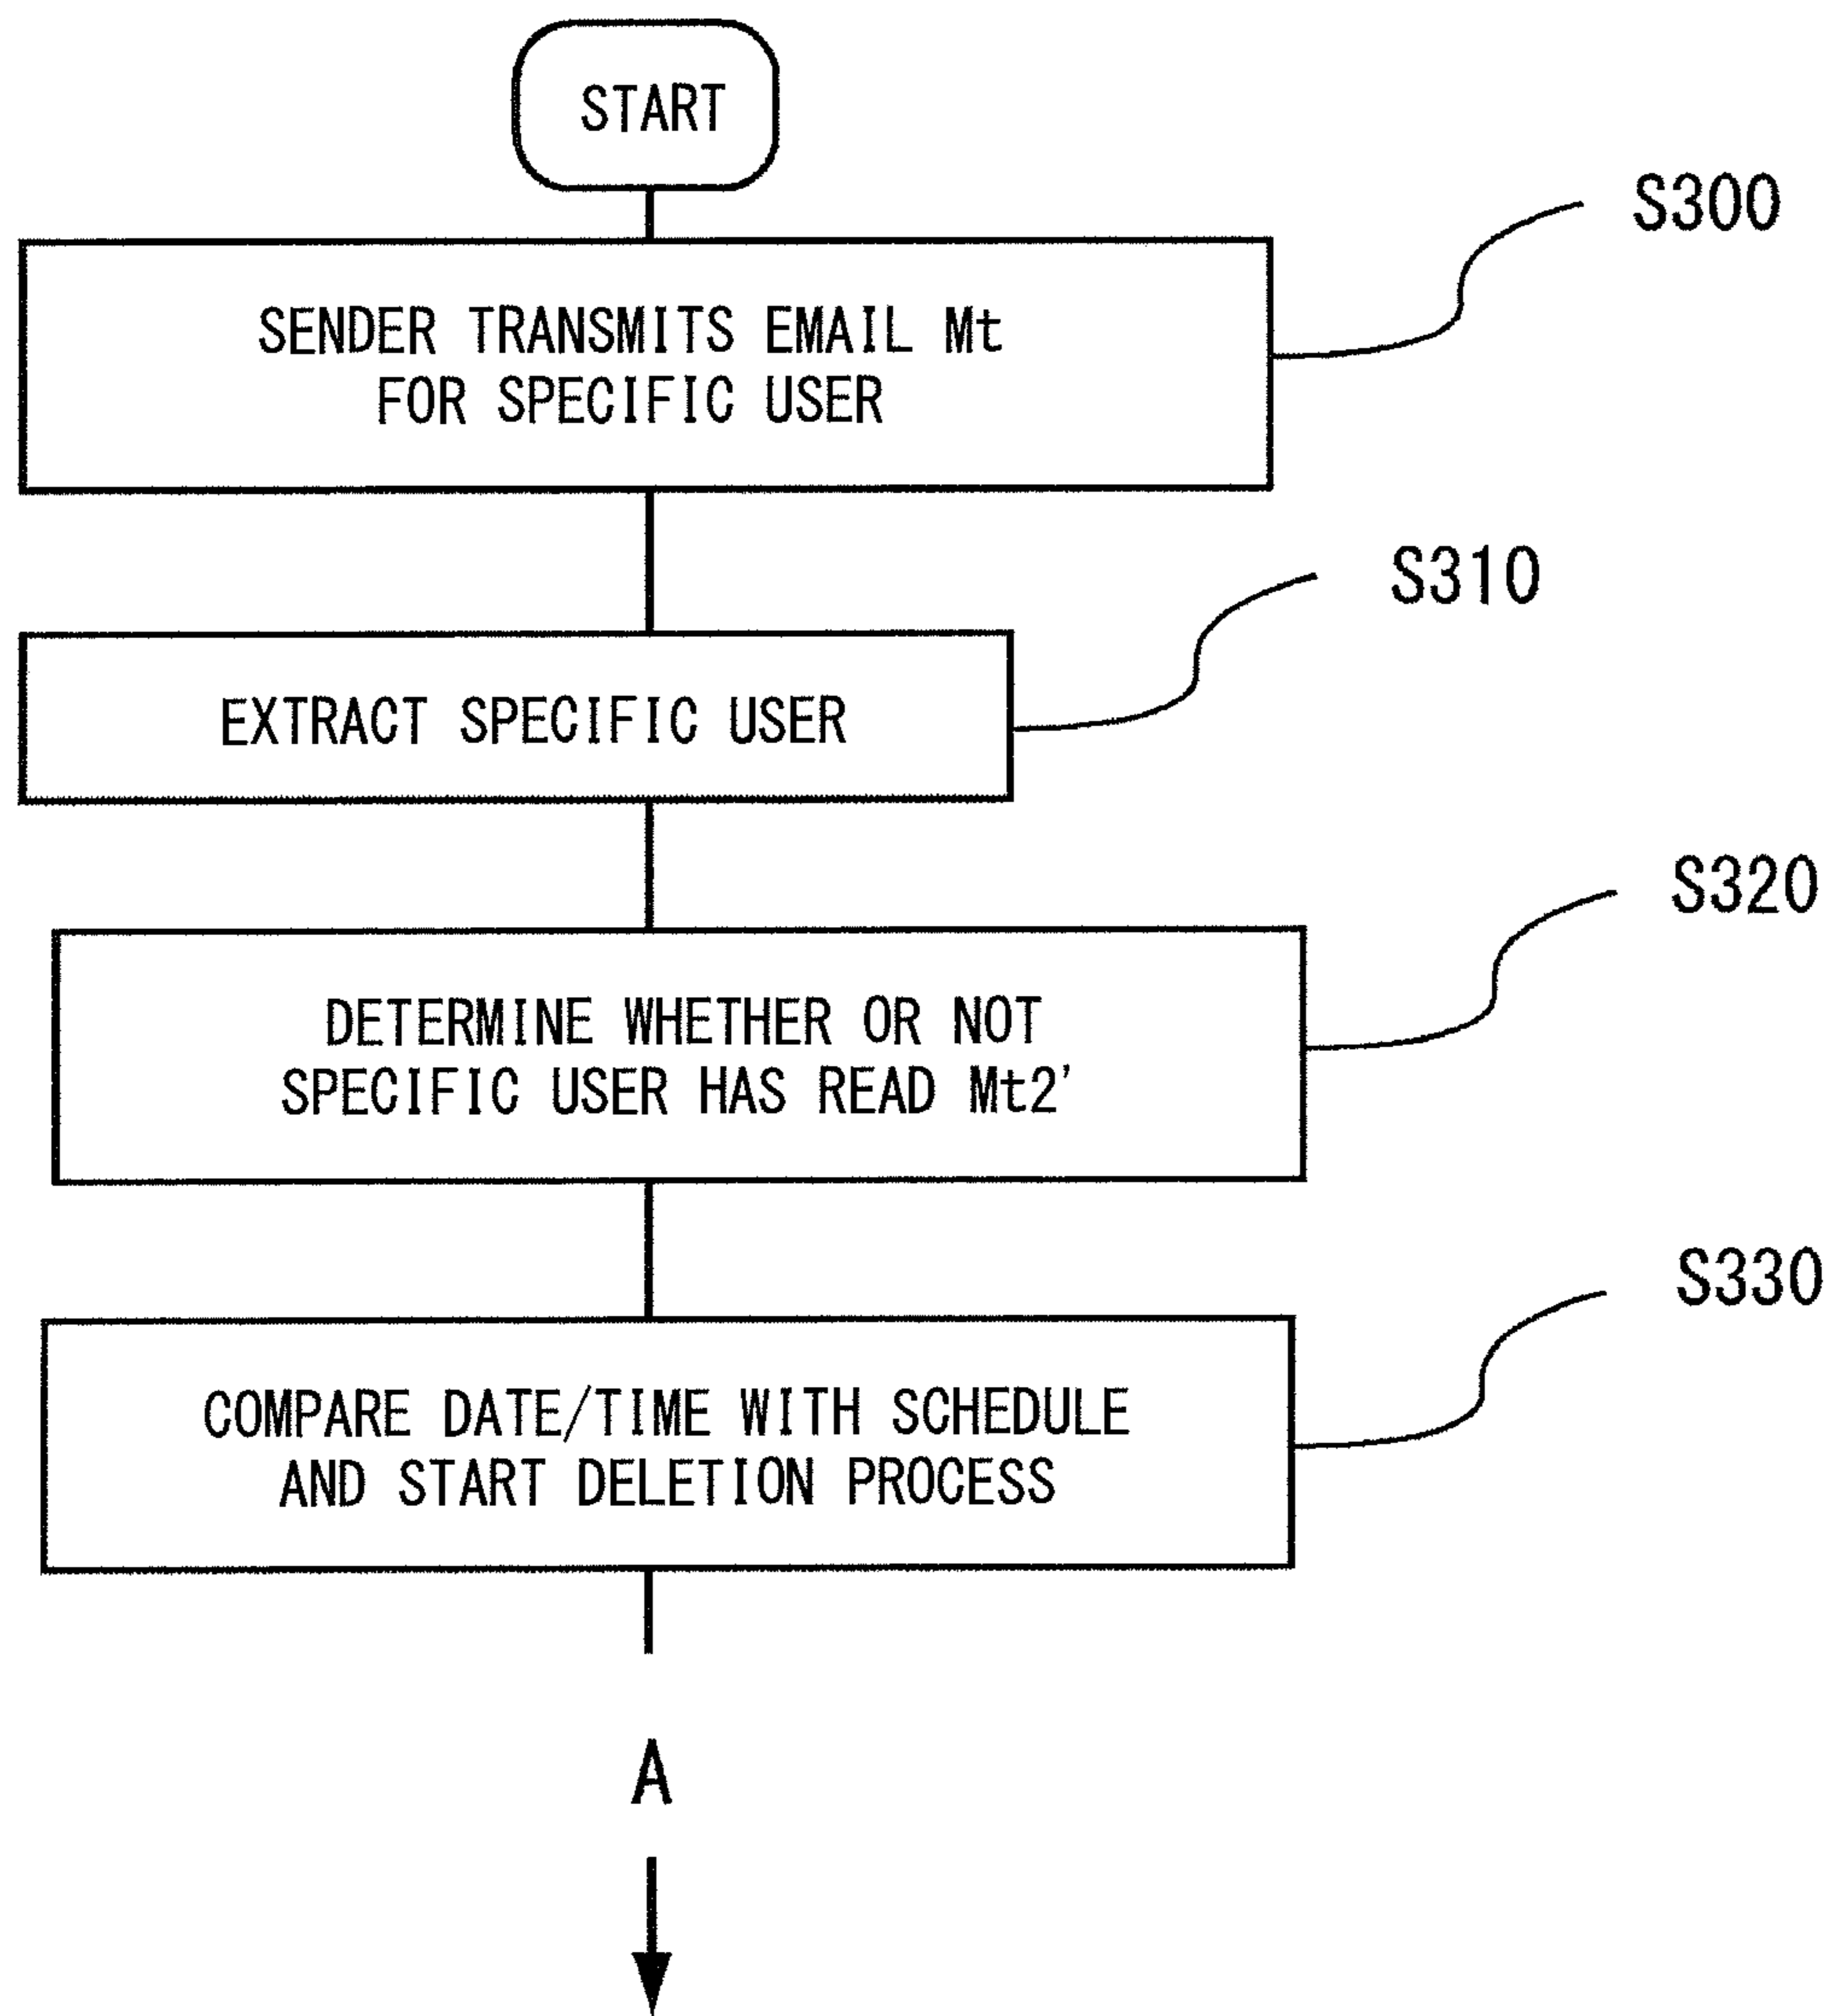 START
S300
SENDER TRANSMITS EMAIL Mt
FOR SPECIFIC USER
S310
EXTRACT SPECIFIC USER
S320
DETERMINE WHETHER OR NOT
SPECIFIC USER HAS READ Mt2'
S330
COMPARE DATE/TIME WITH SCHEDULE
AND START DELETION PROCESS
A